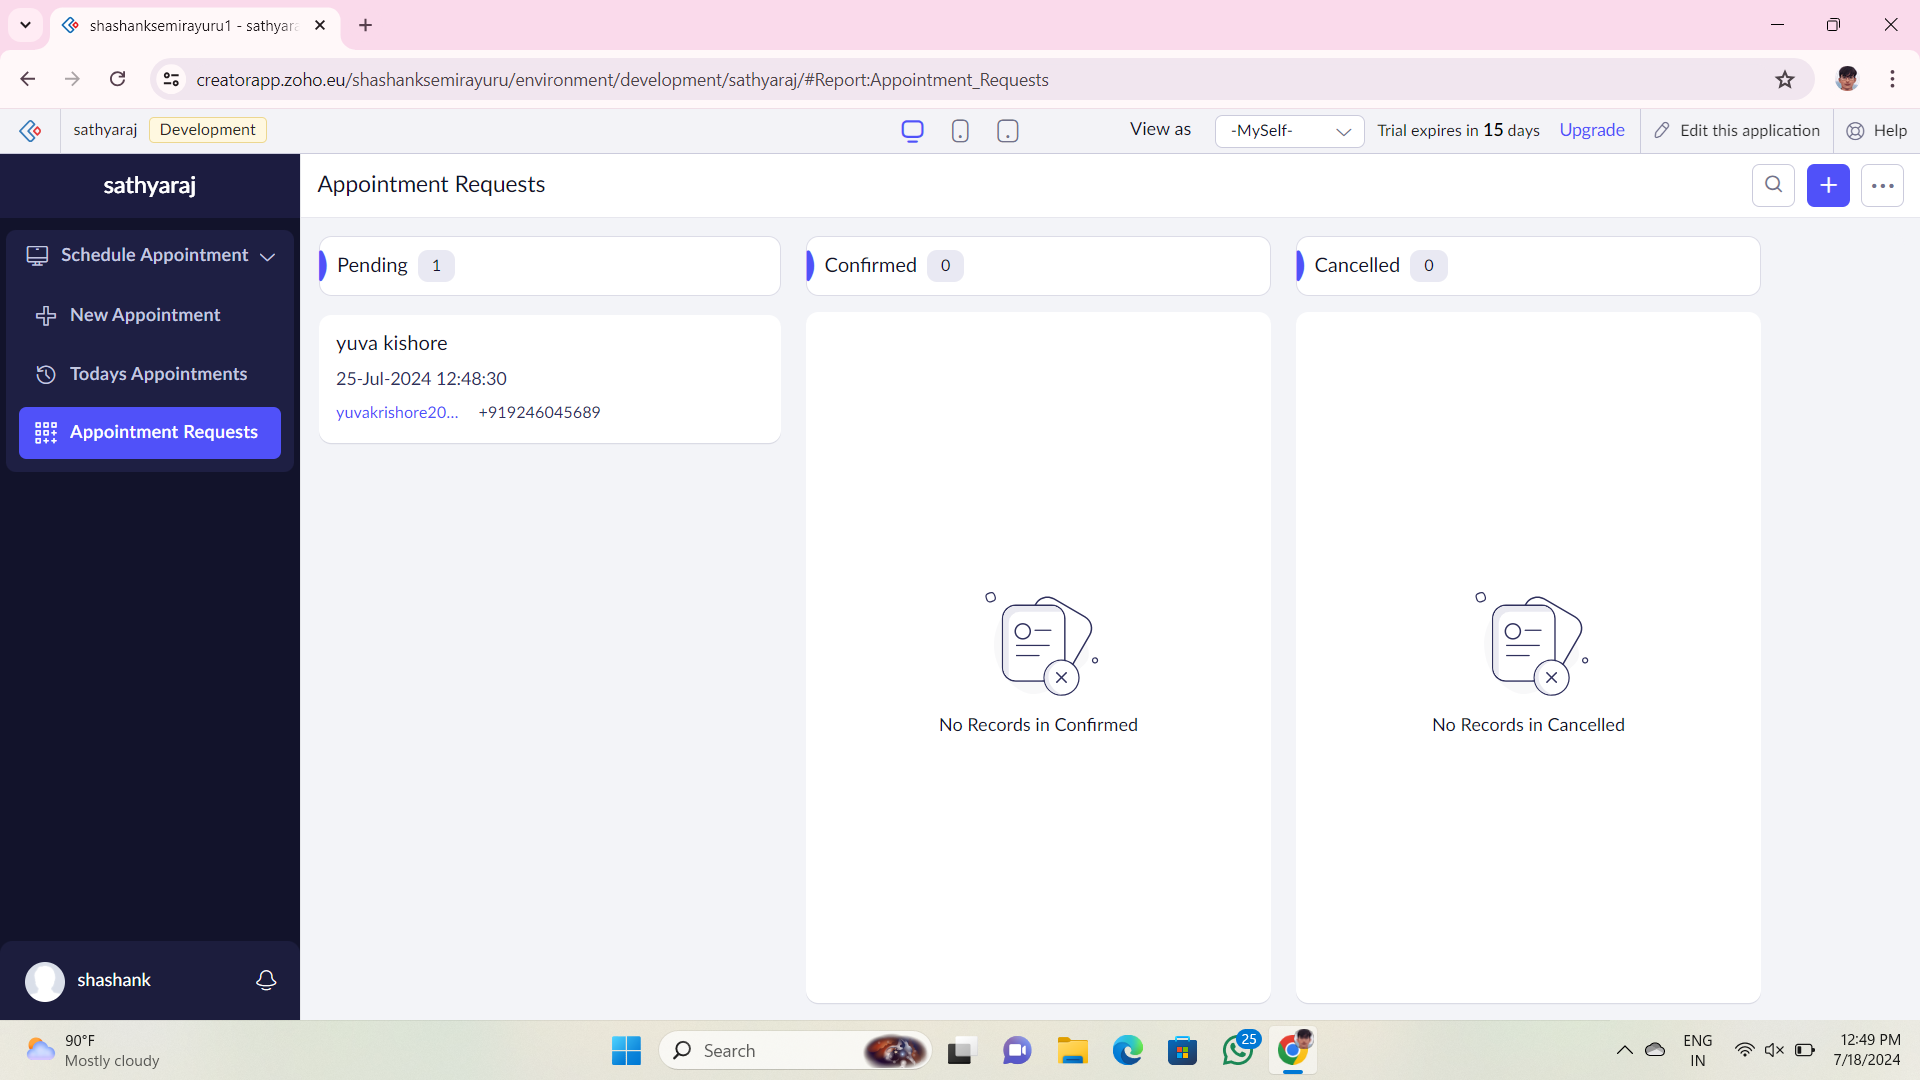 shashanksemirayuru1 - sathyara
creatorapp.zoho.eu/shashanksemirayuru/environment/development/sathyaraj/#Report:Appointment_Requests
sathyaraj Development View as -MySelf- Trial expires in 15 days Upgrade Edit this application Help
sathyaraj
Appointment Requests
Schedule Appointment
New Appointment
Todays Appointments
Appointment Requests
Pending 1
Confirmed 0
Cancelled 0
yuva kishore
25-Jul-2024 12:48:30
yuvakrishore20... +919246045689
No Records in Confirmed
No Records in Cancelled
shashank
90°F
Mostly cloudy
Search
25
ENG
IN
12:49 PM
7/18/2024